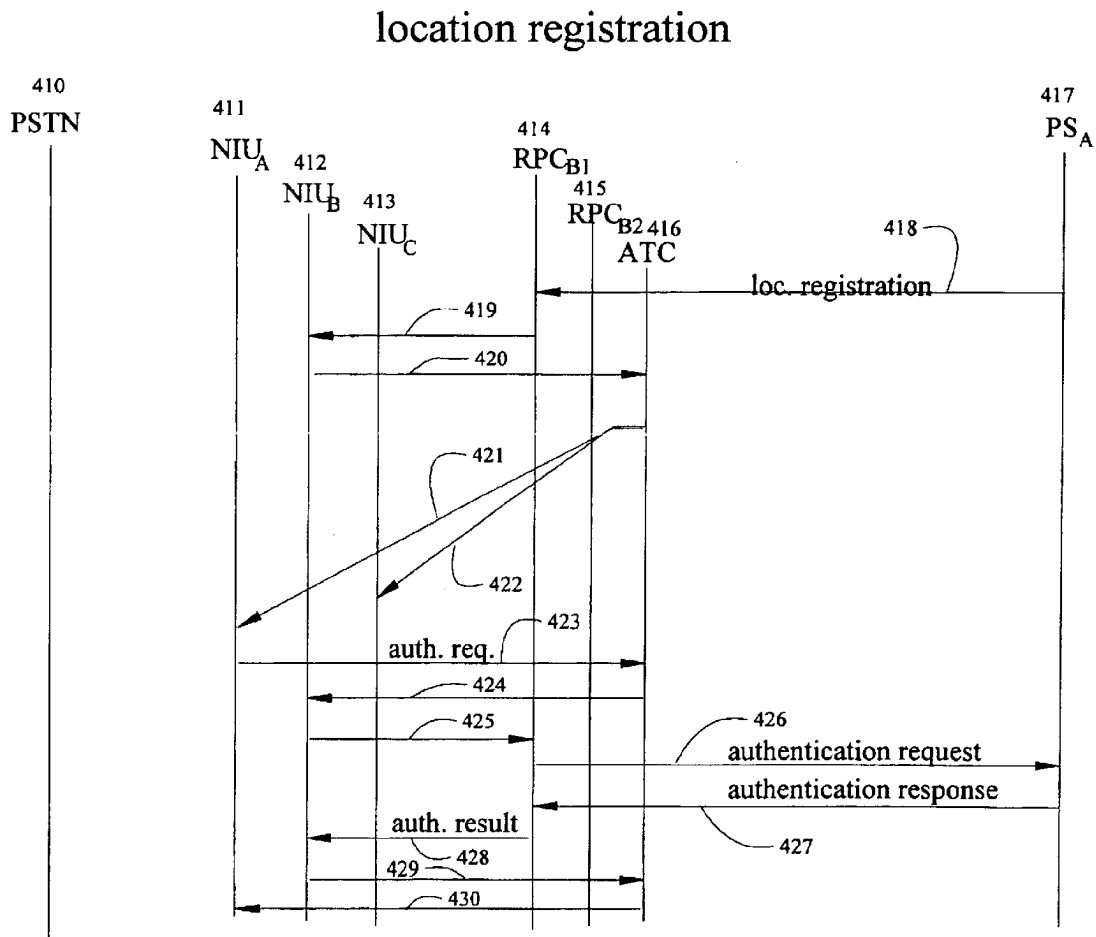 location registration
410
PSTN
411
NIU_A
412
NIU_B
413
NIU_C
414
RPC_B1
415
RPC_B2
416
ATC
417
PS_A
418
loc. registration
419
420
421
422
423
auth. req.
424
425
426
authentication request
authentication response
427
auth. result
428
429
430